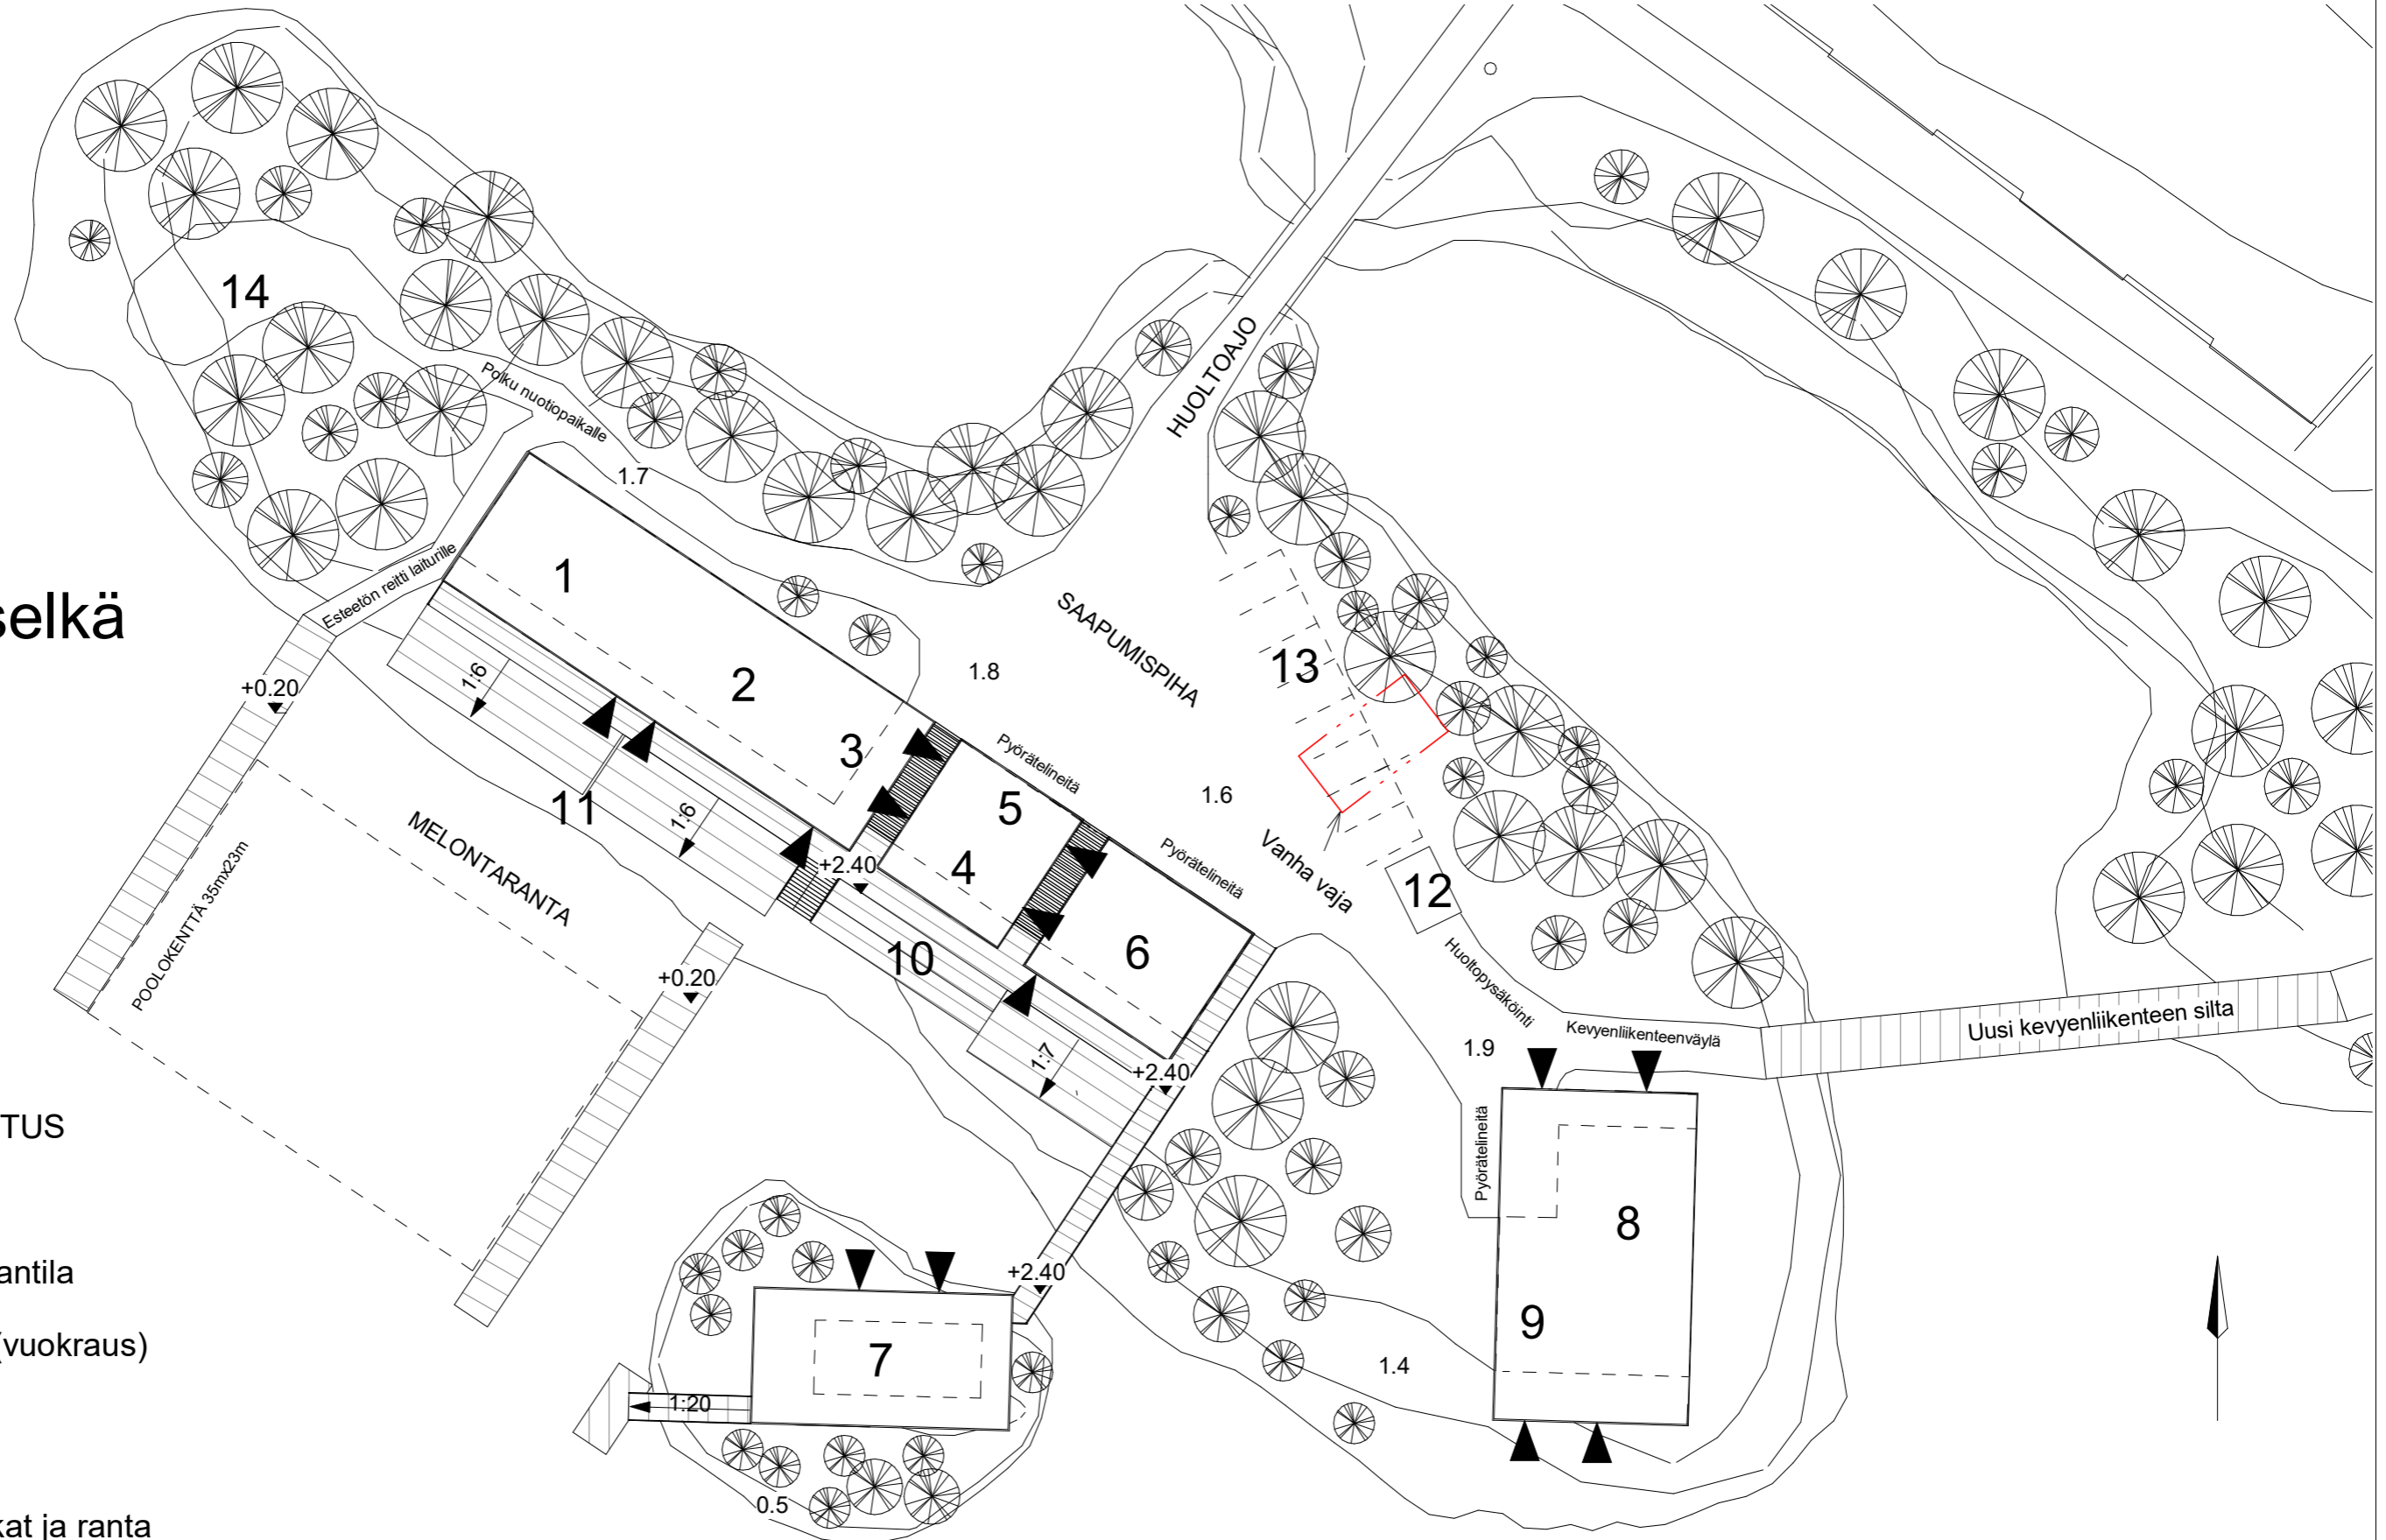 14
HUOLTOAJO
Polku nuotiopaikalle
1.7
Esteetön reitti laiturille
1
selkä
SAAPUMISPIHA
13
1.8
2
+0.20
1:6
3
Pyörätelineitä
5
1.6
11
1:6
MELONTARANTA
POOLOKENTTÄ 35mx23m
+2.40
4
Pyörätelineitä
Vanha vaja
12
6
10
+0.20
Huoltopysäköinti
Kevyenliikenteenväylä
Uusi kevyenliikenteen silta
1.9
1:7
+2.40
TUS
Pyörätelineitä
8
antila
+2.40
9
(vuokraus)
7
1.4
1:20
0.5
kat ja ranta